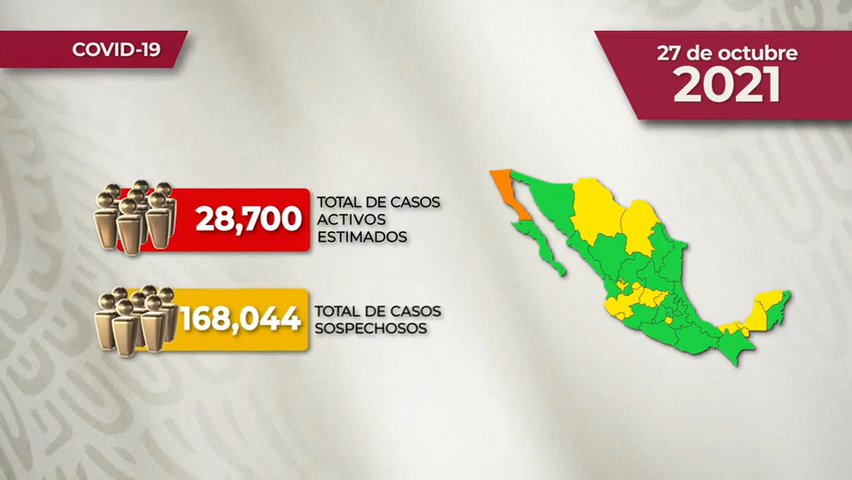 COVID-19
27 de octubre
2021
28,700
TOTAL DE CASOS
ACTIVOS
ESTIMADOS
168,044
TOTAL DE CASOS
SOSPECHOSOS